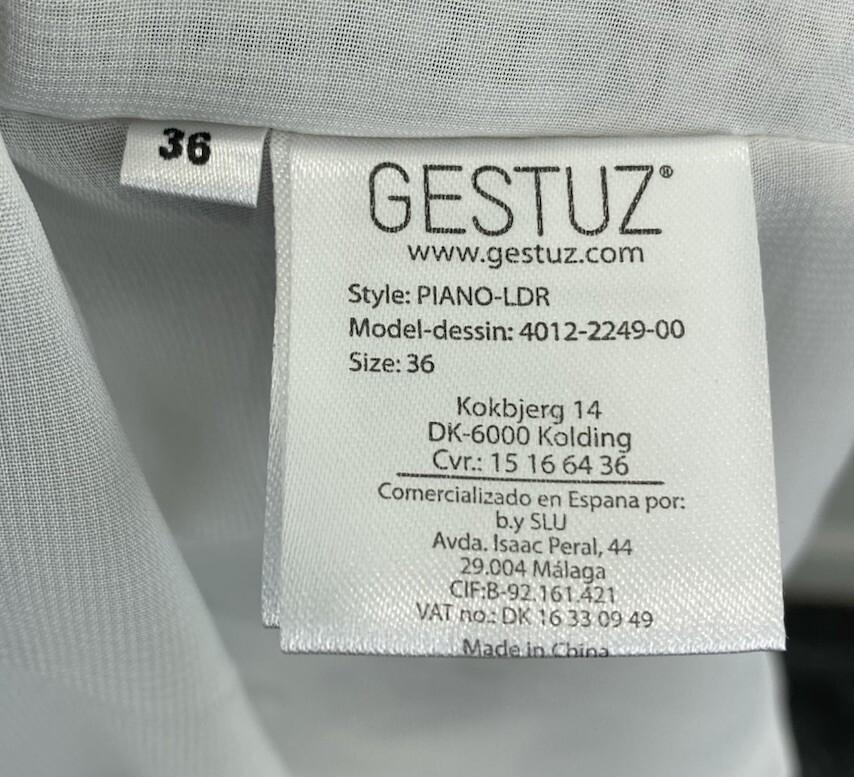 36
GESTUZ®
www.gestuz.com
Style: PIANO-LDR
Model-dessin: 4012-2249-00
Size: 36
Kokbjerg 14
DK-6000 Kolding
Cvr.: 15 16 64 36
Comercializado en Espana por:
b.y SLU
Avda. Isaac Peral, 44
29.004 Málaga
CIF:B-92.161.421
VAT no.: DK 16 33 09 49
Made in China